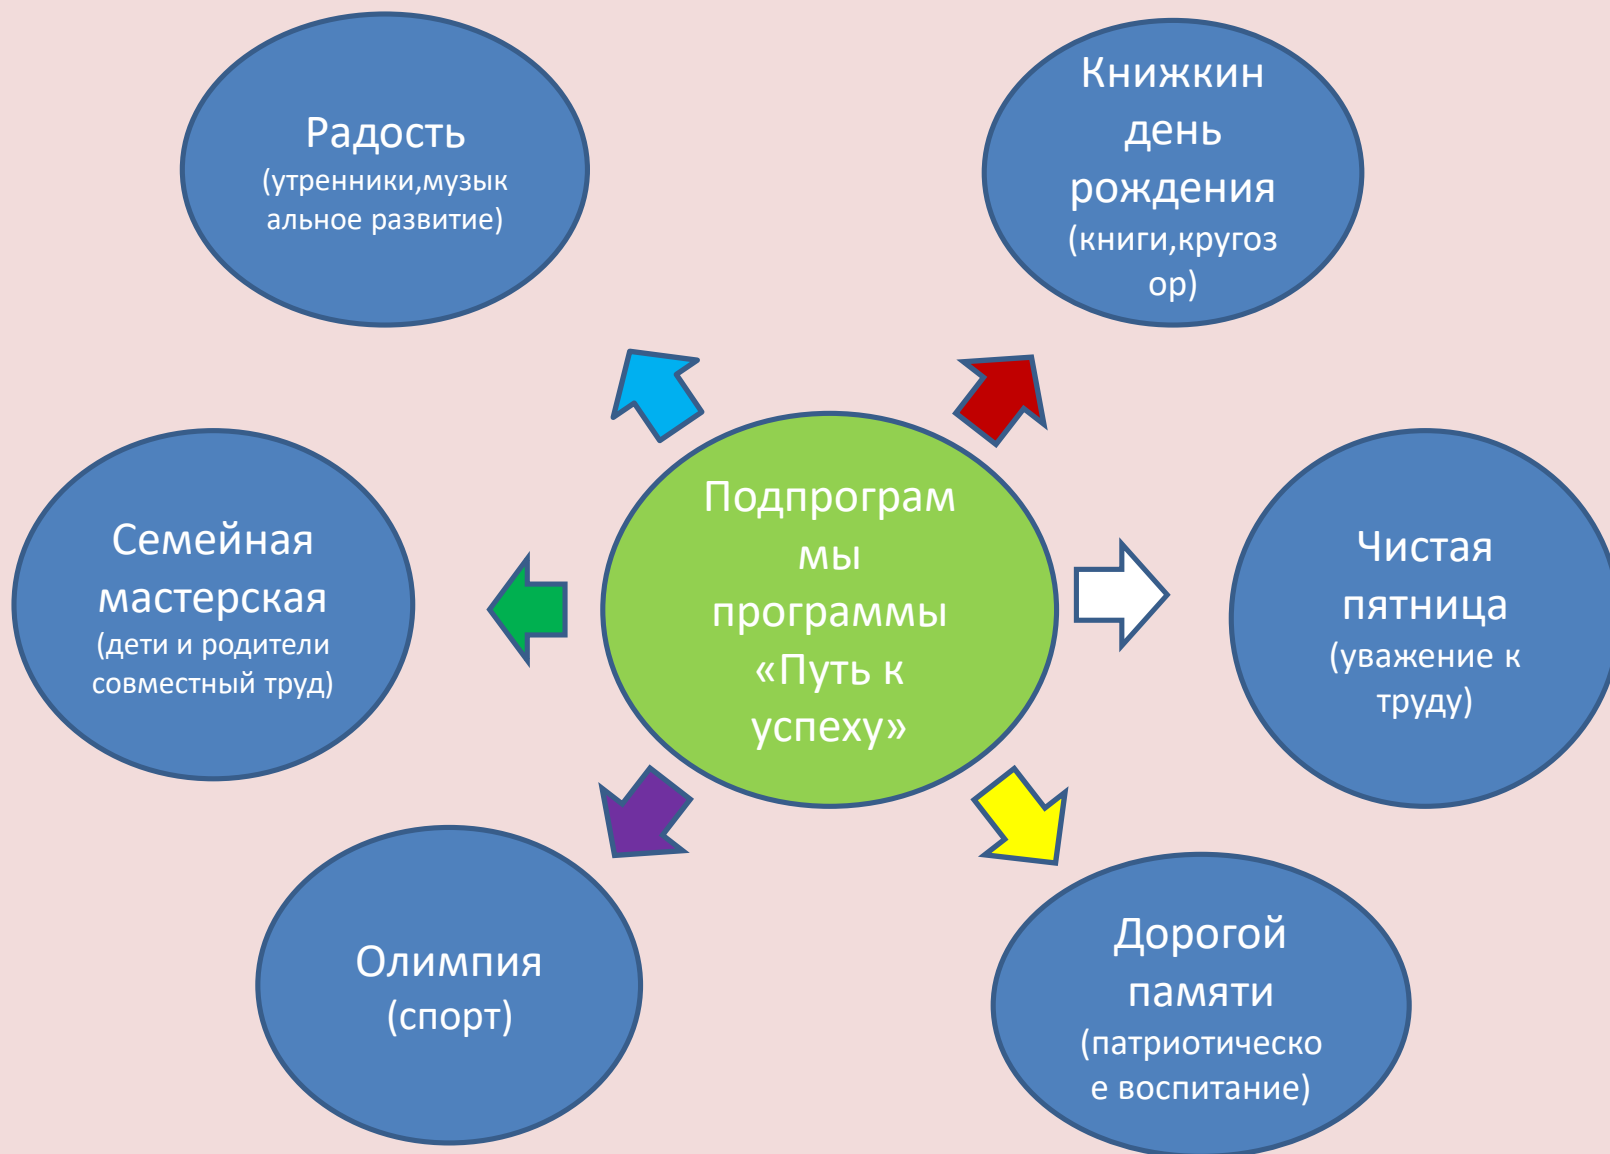 Радость
(утренники,музык
альное развитие)
Книжкин
день
рождения
(книги,кругоз
ор)
Семейная
мастерская
(дети и родители
совместный труд)
Подпрограм
мы
программы
«Путь к
успеху»
Чистая
пятница
(уважение к
труду)
Олимпия
(спорт)
Дорогой
памяти
(патриотическо
е воспитание)